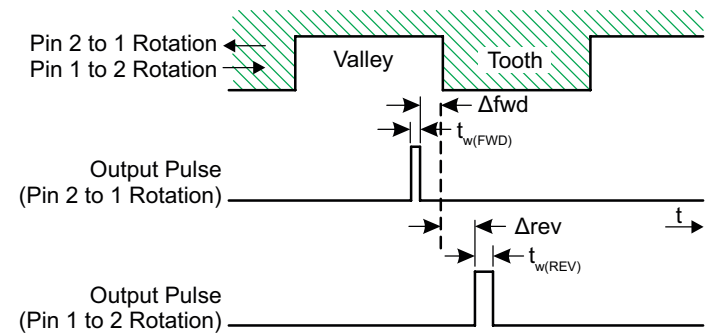 Pin 2 to 1 Rotation
Pin 1 to 2 Rotation
Valley
Tooth
Δfwd
tw(FWD)
Output Pulse
(Pin 2 to 1 Rotation)
t
Δrev
tw(REV)
Output Pulse
(Pin 1 to 2 Rotation)